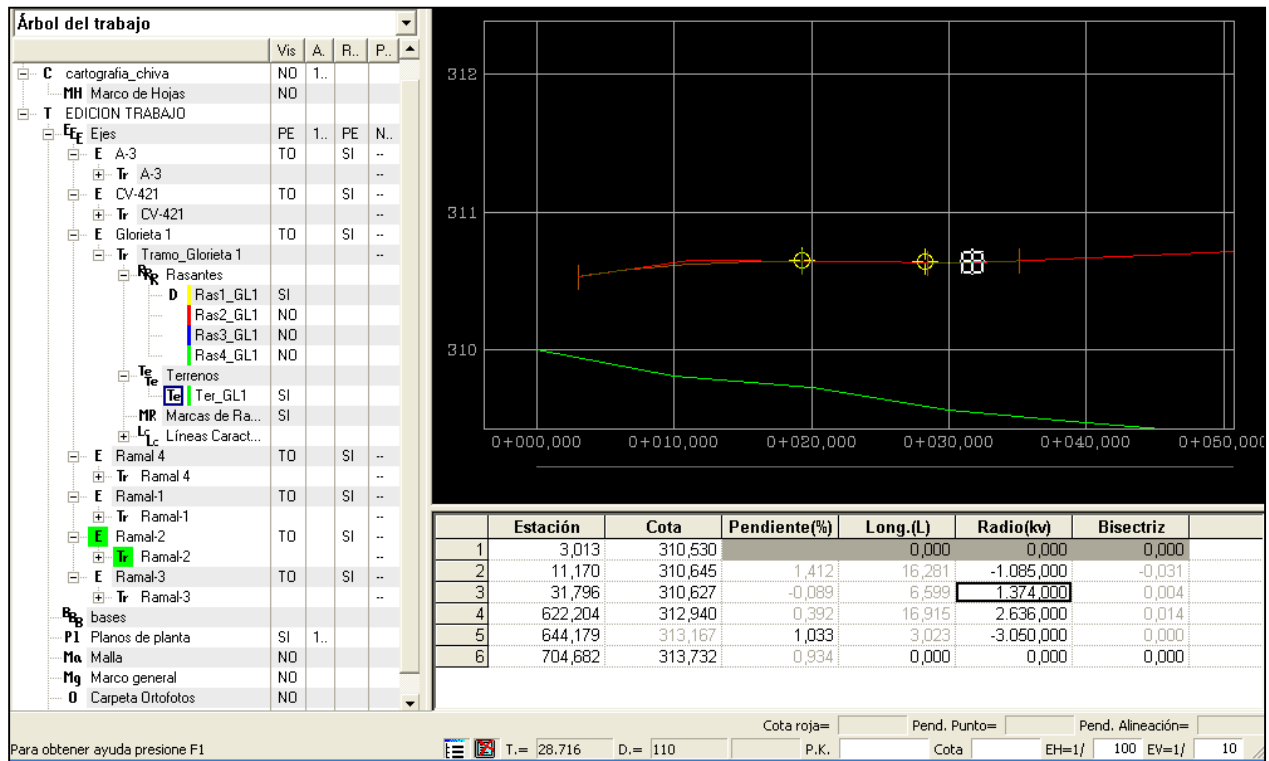 Árbol del trabajo
Vis A. R.. P..
C cartografia_chiva NO 1..
MH Marco de Hojas NO
T EDICION TRABAJO
EEE Ejes PE 1.. PE N..
E A-3 TO SI --
Tr A-3 --
E CV-421 TO SI --
Tr CV-421 --
E Glorieta 1 TO SI --
Tr Tramo_Glorieta 1 --
RRR Rasantes
D Ras1_GL1 SI
Ras2_GL1 NO
Ras3_GL1 NO
Ras4_GL1 NO
Te Te Terrenos
Te Ter_GL1 SI
MR Marcas de Ra... SI
Lc Lc Líneas Caract...
E Ramal 4 TO SI --
Tr Ramal 4 --
E Ramal-1 TO SI --
Tr Ramal-1 --
E Ramal-2 TO SI --
Tr Ramal-2 --
E Ramal-3 TO SI --
Tr Ramal-3 --
BBB bases
Pl Planos de planta SI 1..
Ma Malla NO
Mg Marco general NO
O Carpeta Ortofotos NO
312
311
310
0+000,000 0+010,000 0+020,000 0+030,000 0+040,000 0+050,00
Estación Cota Pendiente(%) Long.(L) Radio(kv) Bisectriz
1 3,013 310,530 0,000 0,000 0,000
2 11,170 310,645 1,412 16,281 -1.085,000 -0,031
3 31,796 310,627 -0,089 6,599 1.374,000 0,004
4 622,204 312,940 0,392 16,915 2.636,000 0,014
5 644,179 313,167 1,033 3,023 -3.050,000 0,000
6 704,682 313,732 0,934 0,000 0,000 0,000
Cota roja= Pend. Punto= Pend. Alineación=
Para obtener ayuda presione F1 T.= 28.716 D.= 110 P.K. Cota EH=1/ 100 EV=1/ 10